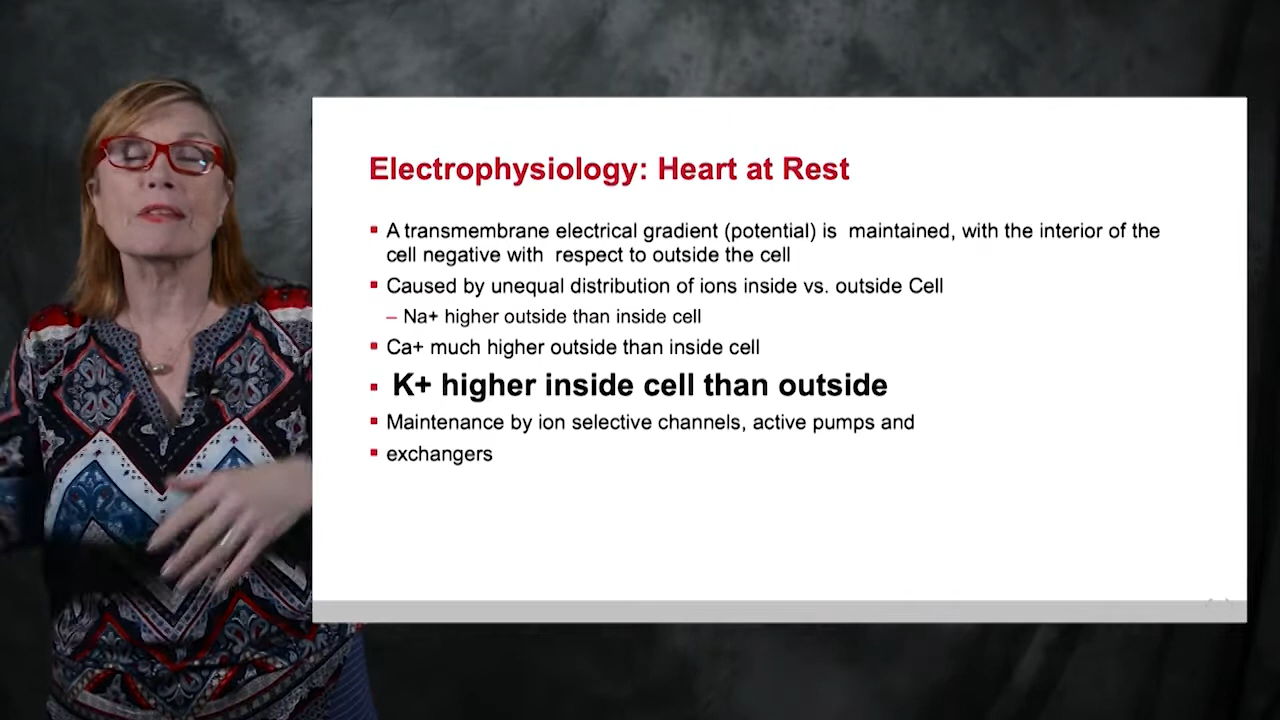 Electrophysiology: Heart at Rest
A transmembrane electrical gradient (potential) is maintained, with the interior of the
cell negative with respect to outside the cell
Caused by unequal distribution of ions inside vs. outside Cell
– Na+ higher outside than inside cell
Ca+ much higher outside than inside cell
K+ higher inside cell than outside
Maintenance by ion selective channels, active pumps and
exchangers